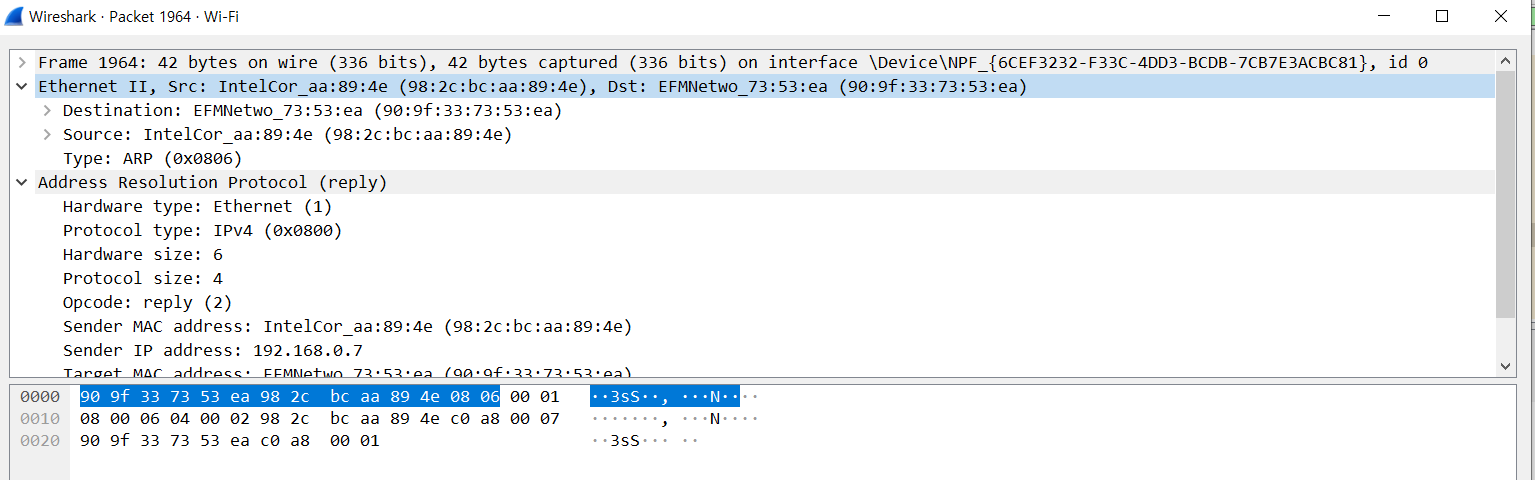 Wireshark · Packet 1964 · Wi-Fi
Frame 1964: 42 bytes on wire (336 bits), 42 bytes captured (336 bits) on interface \Device\NPF_{6CEF3232-F33C-4DD3-BCDB-7CB7E3ACBC81}, id 0
Ethernet II, Src: IntelCor_aa:89:4e (98:2c:bc:aa:89:4e), Dst: EFMNetwo_73:53:ea (90:9f:33:73:53:ea)
Destination: EFMNetwo_73:53:ea (90:9f:33:73:53:ea)
Source: IntelCor_aa:89:4e (98:2c:bc:aa:89:4e)
Type: ARP (0x0806)
Address Resolution Protocol (reply)
Hardware type: Ethernet (1)
Protocol type: IPv4 (0x0800)
Hardware size: 6
Protocol size: 4
Opcode: reply (2)
Sender MAC address: IntelCor_aa:89:4e (98:2c:bc:aa:89:4e)
Sender IP address: 192.168.0.7
Target MAC address: EFMNetwo_73:53:ea (90:9f:33:73:53:ea)
0000 90 9f 33 73 53 ea 98 2c bc aa 89 4e 08 06 00 01 ··3sS··, ···N····
0010 08 00 06 04 00 02 98 2c bc aa 89 4e c0 a8 00 07 ·······, ···N····
0020 90 9f 33 73 53 ea c0 a8 00 01 ··3sS··· ··